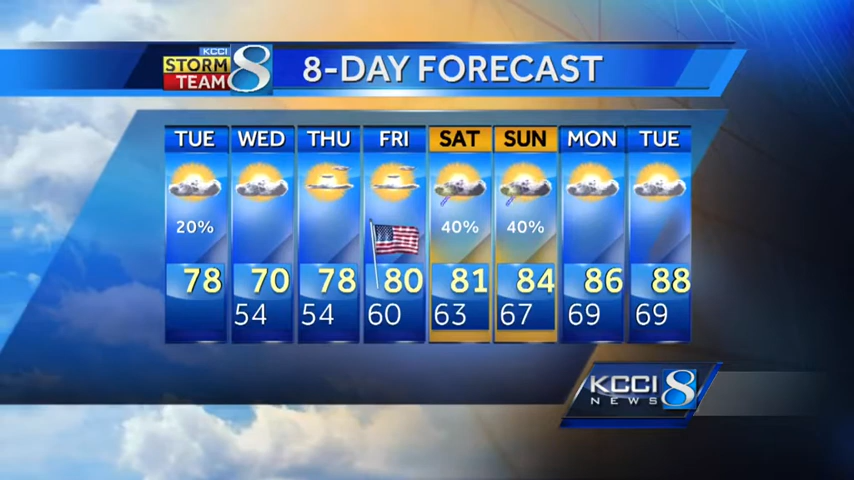 KCCI
STORM
TEAM
8
8-DAY FORECAST
TUE WED THU FRI SAT SUN MON TUE
20% 40% 40%
78 70 78 80 81 84 86 88
54 54 60 63 67 69 69
KCCI 8
NEWS